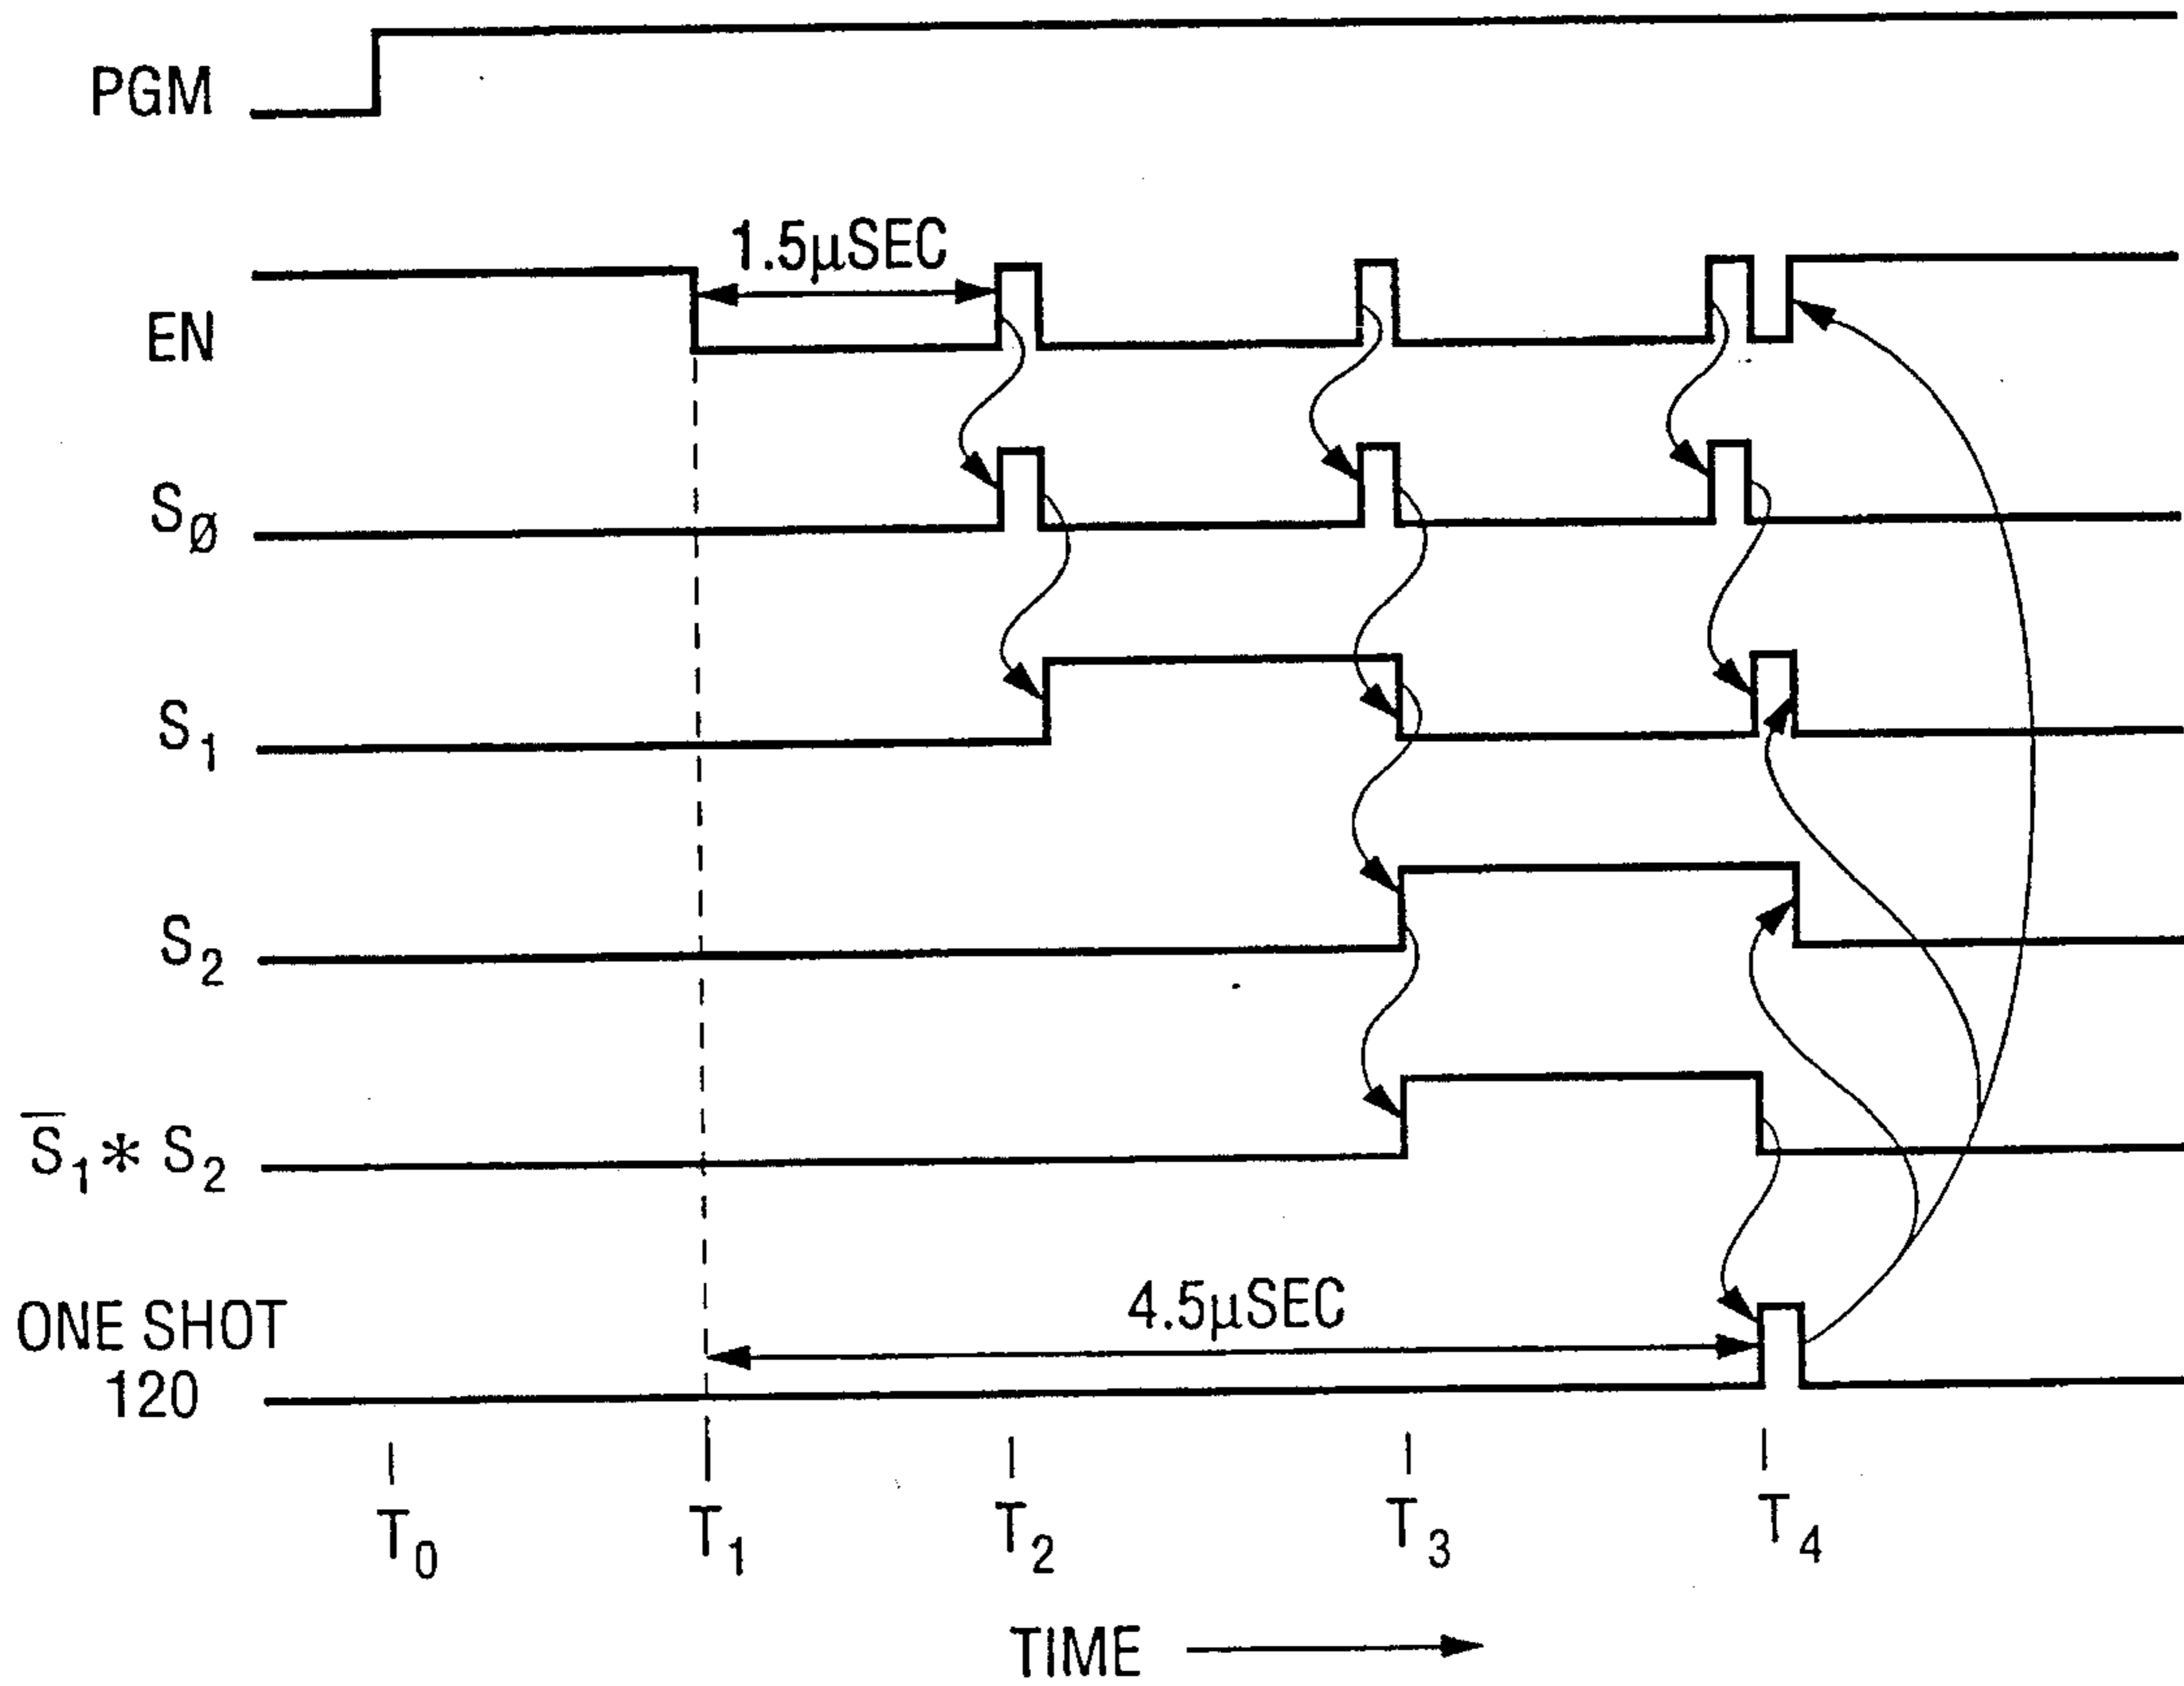 PGM
1.5μSEC
EN
SØ
S1
S2
S̅1* S2
4.5μSEC
ONE SHOT
120
T0 T1 T2 T3 T4
TIME